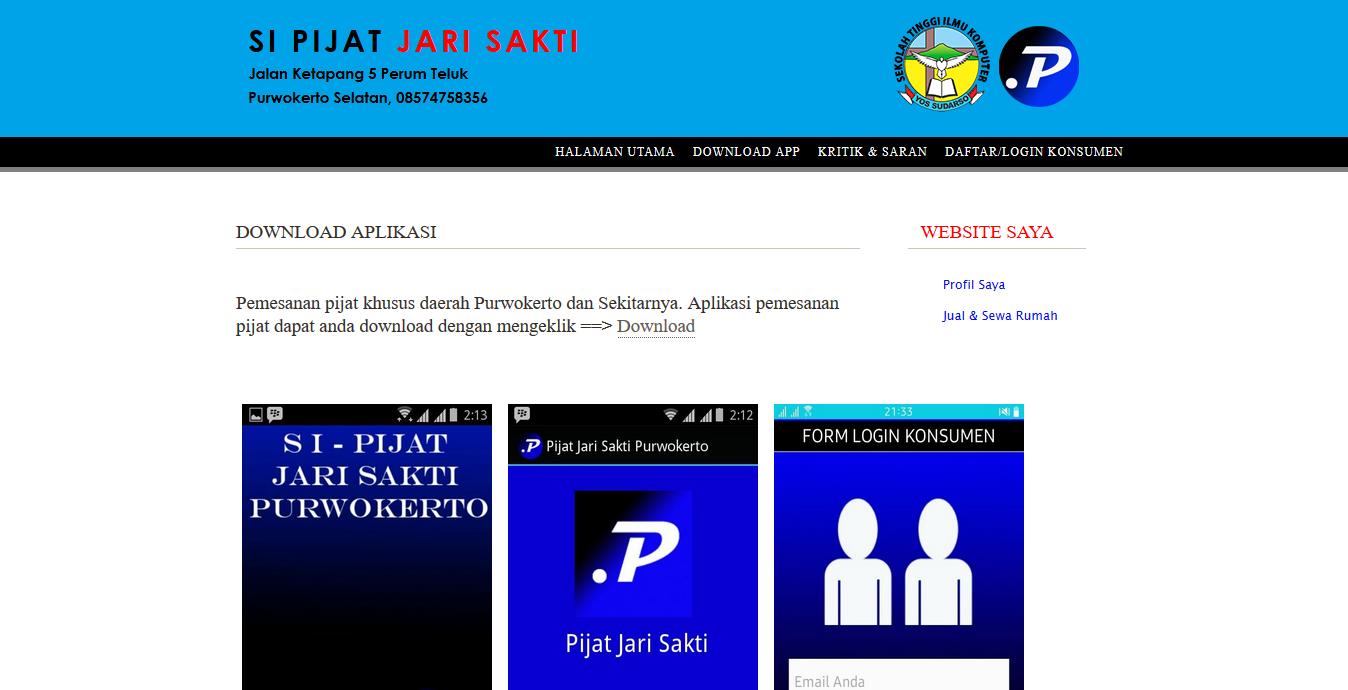 SI PIJAT JARI SAKTI
Jalan Ketapang 5 Perum Teluk
Purwokerto Selatan, 08574758356
SEKOLAH TINGGI ILMU KOMPUTER
YOS SUDARSO
.P
HALAMAN UTAMA DOWNLOAD APP KRITIK & SARAN DAFTAR/LOGIN KONSUMEN
DOWNLOAD APLIKASI
WEBSITE SAYA
Profil Saya
Jual & Sewa Rumah
Pemesanan pijat khusus daerah Purwokerto dan Sekitarnya. Aplikasi pemesanan
pijat dapat anda download dengan mengeklik ==> Download
2:13
S I - PIJAT
JARI SAKTI
PURWOKERTO
2:12
.P Pijat Jari Sakti Purwokerto
.P
Pijat Jari Sakti
21:33
FORM LOGIN KONSUMEN
Email Anda